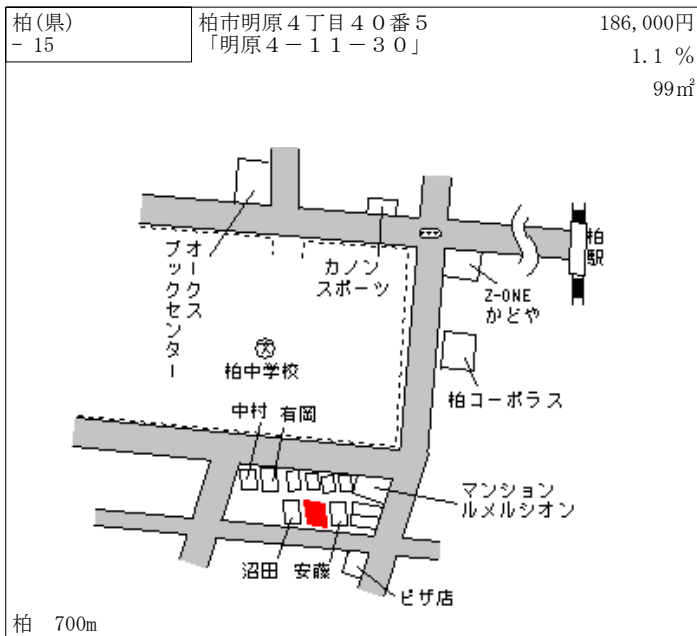 柏(県)
- 15
柏市明原４丁目４０番５
「明原４－１１－３０」
186,000円
1.1 %
99㎡
オークス
ブックセンター
カノン
スポーツ
柏駅
Z-ONE
かどや
文
柏中学校
柏コーポラス
中村
有岡
マンション
ルメルシオン
沼田
安藤
ピザ店
柏 700m